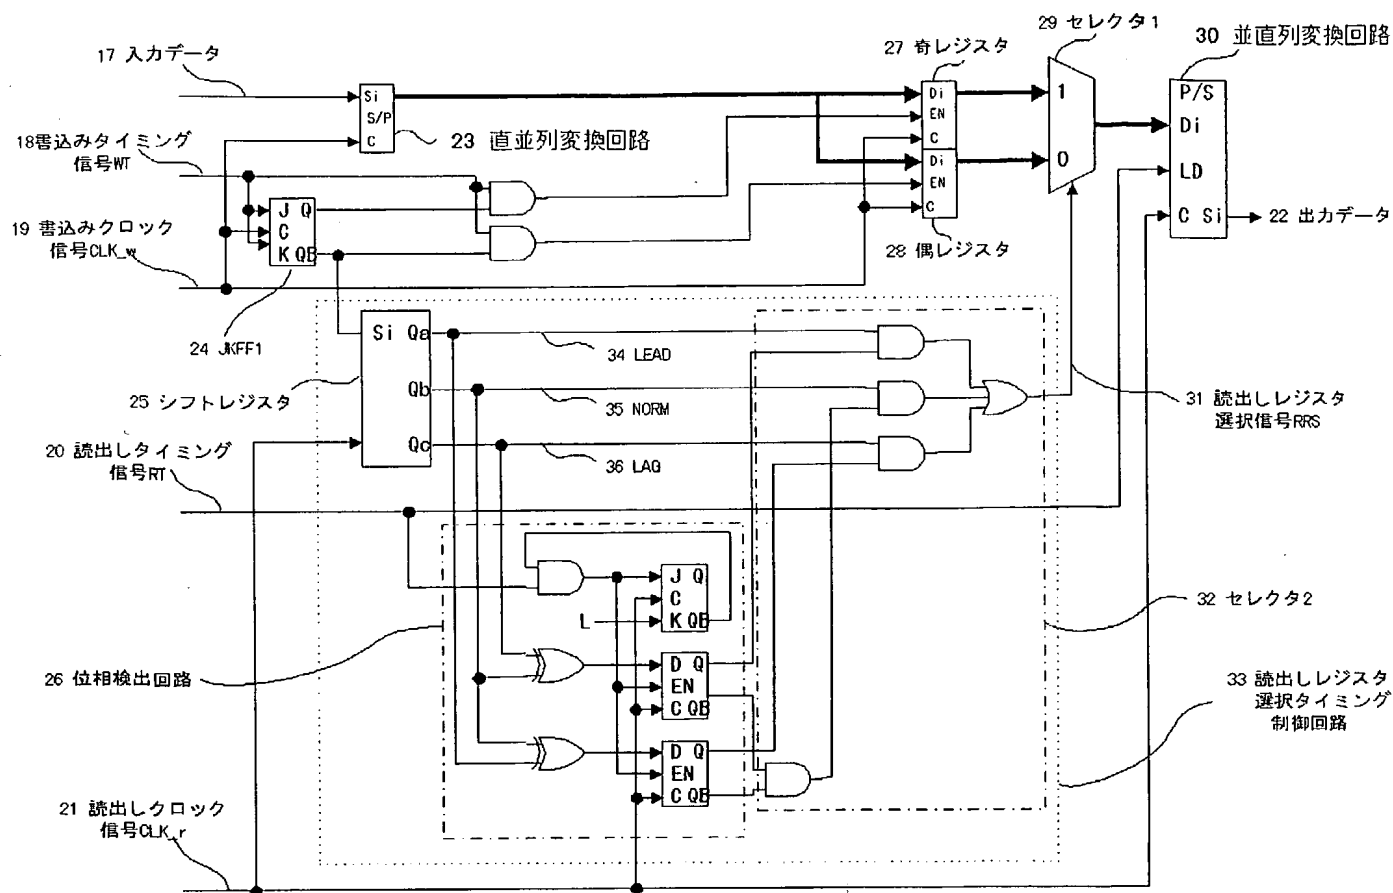 17 入力データ
18書込みタイミング
信号WT
19 書込みクロック
信号CLK_w
Si
S/P
C
23 直並列変換回路
J Q
C
K QB
24 JKFF1
27 奇レジスタ
Di
EN
C
Di
EN
C
28 偶レジスタ
29 セレクタ1
1
0
30 並直列変換回路
P/S
Di
LD
C Si
22 出力データ
Si Qa
Qb
Qc
25 シフトレジスタ
34 LEAD
35 NORM
36 LAG
31 読出しレジスタ
選択信号RRS
20 読出しタイミング
信号RT
J Q
C
K QB
L
D Q
EN
C QB
D Q
EN
C QB
26 位相検出回路
32 セレクタ2
33 読出しレジスタ
選択タイミング
制御回路
21 読出しクロック
信号CLK_r